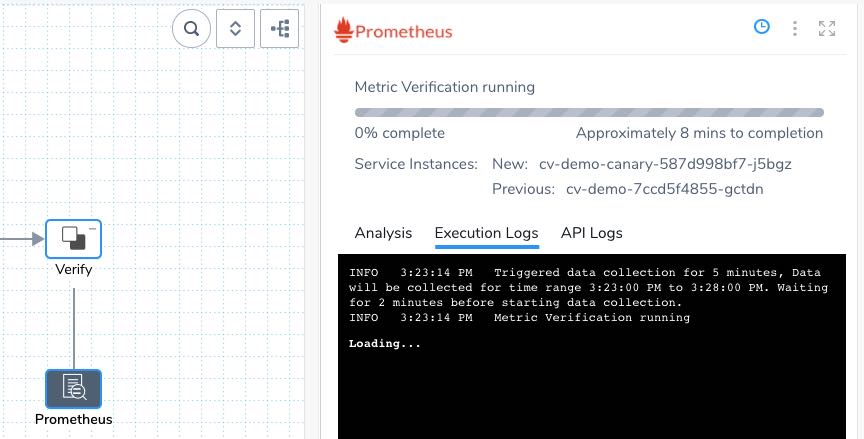 Prometheus
Metric Verification running
0% complete Approximately 8 mins to completion
Service Instances: New: cv-demo-canary-587d998bf7-j5bgz
Previous: cv-demo-7ccd5f4855-gctdn
Analysis Execution Logs API Logs
INFO 3:23:14 PM Triggered data collection for 5 minutes, Data
will be collected for time range 3:23:00 PM to 3:28:00 PM. Waiting
for 2 minutes before starting data collection.
INFO 3:23:14 PM Metric Verification running
Loading...
Verify
Prometheus